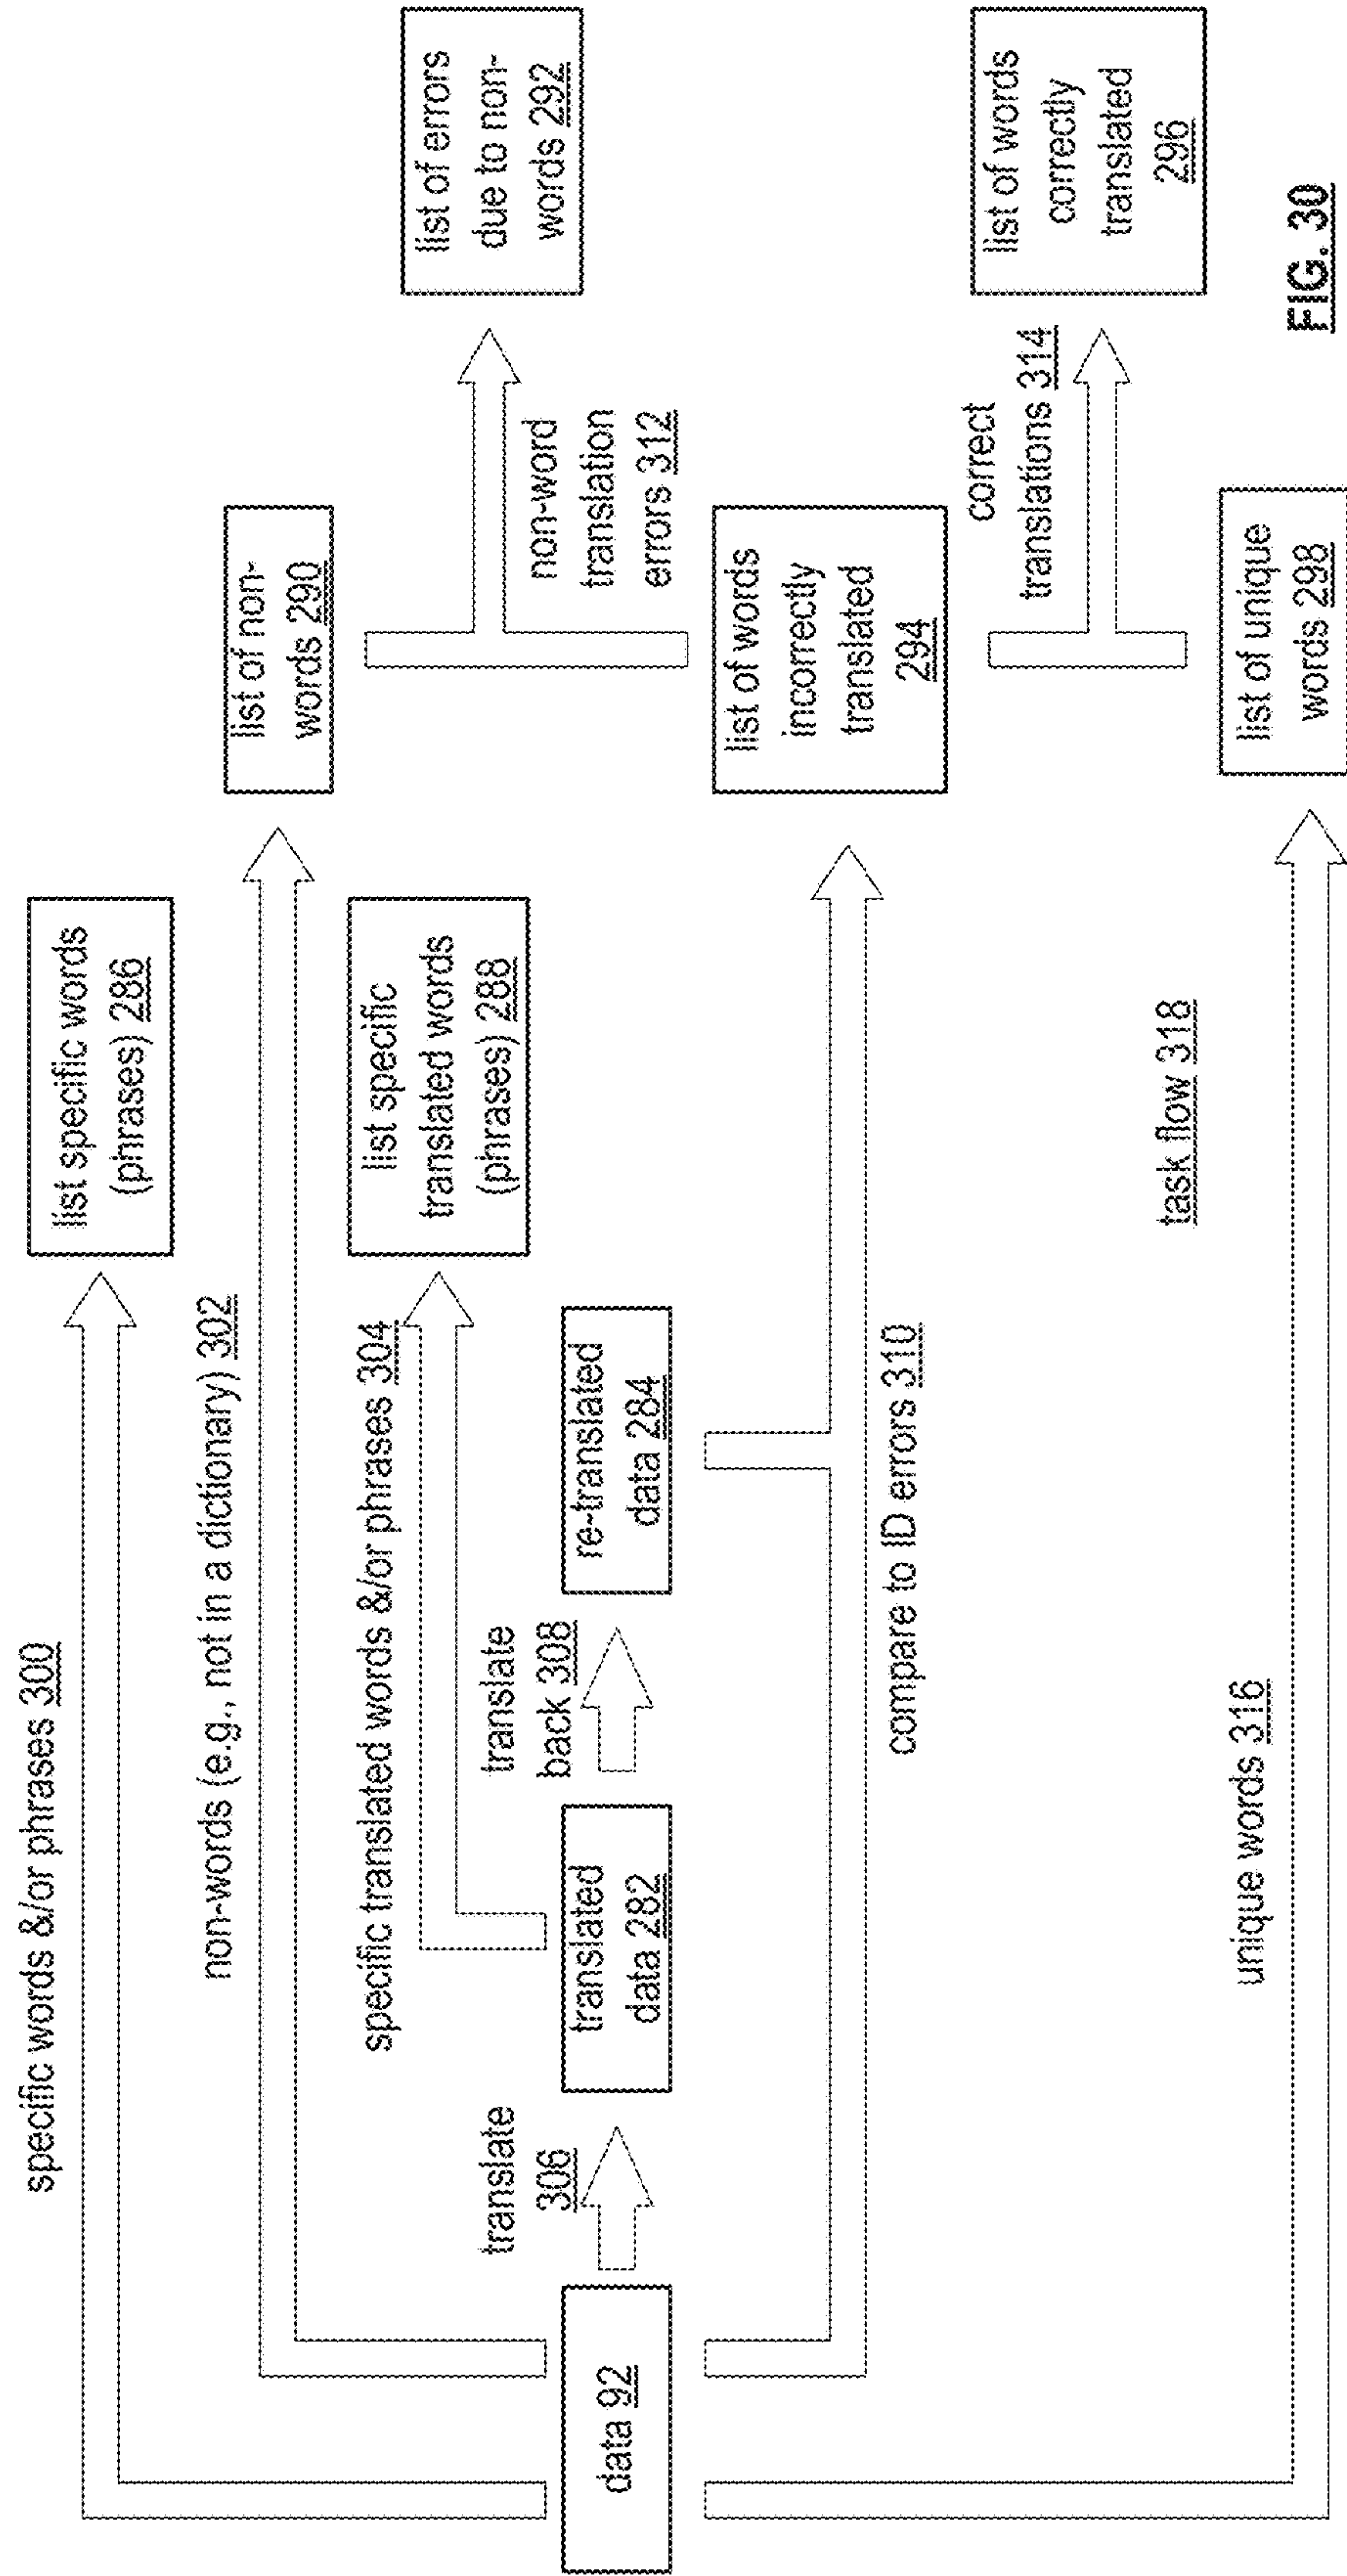 specific words &/or phrases 300
list specific words
(phrases) 286
non-words (e.g., not in a dictionary) 302
list of non-
words 290
specific translated words &/or phrases 304
list specific
translated words
(phrases) 288
list of errors
due to non-
words 292
non-word
translation
errors 312
data 92
translate
306
translated
data 282
translate
back 308
re-translated
data 284
compare to ID errors 310
list of words
incorrectly
translated
294
correct
translations 314
list of words
correctly
translated
296
task flow 318
unique words 316
list of unique
words 298
FIG. 30